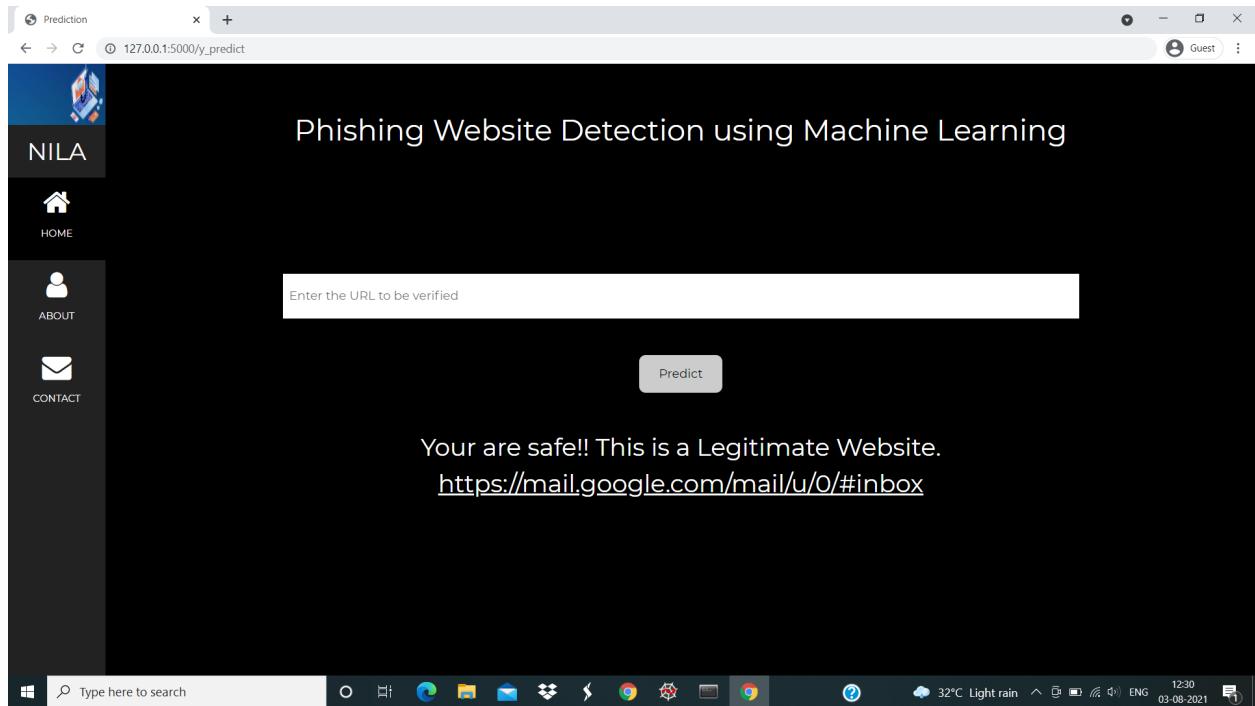 Prediction
127.0.0.1:5000/y_predict
Guest
NILA
HOME
ABOUT
CONTACT
Phishing Website Detection using Machine Learning
Enter the URL to be verified
Predict
Your are safe!! This is a Legitimate Website.
https://mail.google.com/mail/u/0/#inbox
Type here to search
32°C Light rain
ENG
12:30
03-08-2021
1